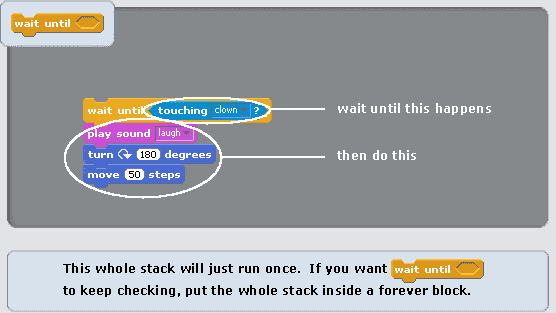 wait until
wait until touching clown ?
wait until this happens
play sound laugh
turn 180 degrees
then do this
move 50 steps
This whole stack will just run once. If you want wait until
to keep checking, put the whole stack inside a forever block.